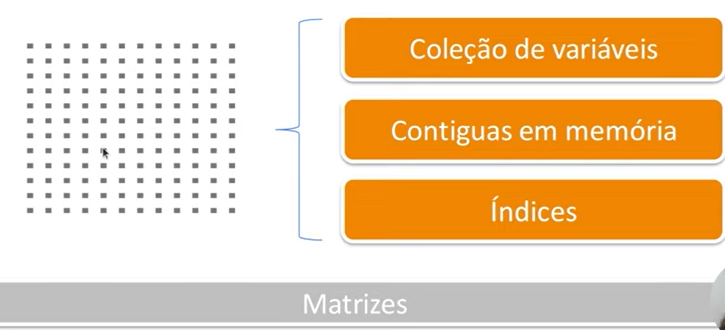 Coleção de variáveis
Contiguas em memória
Índices
Matrizes